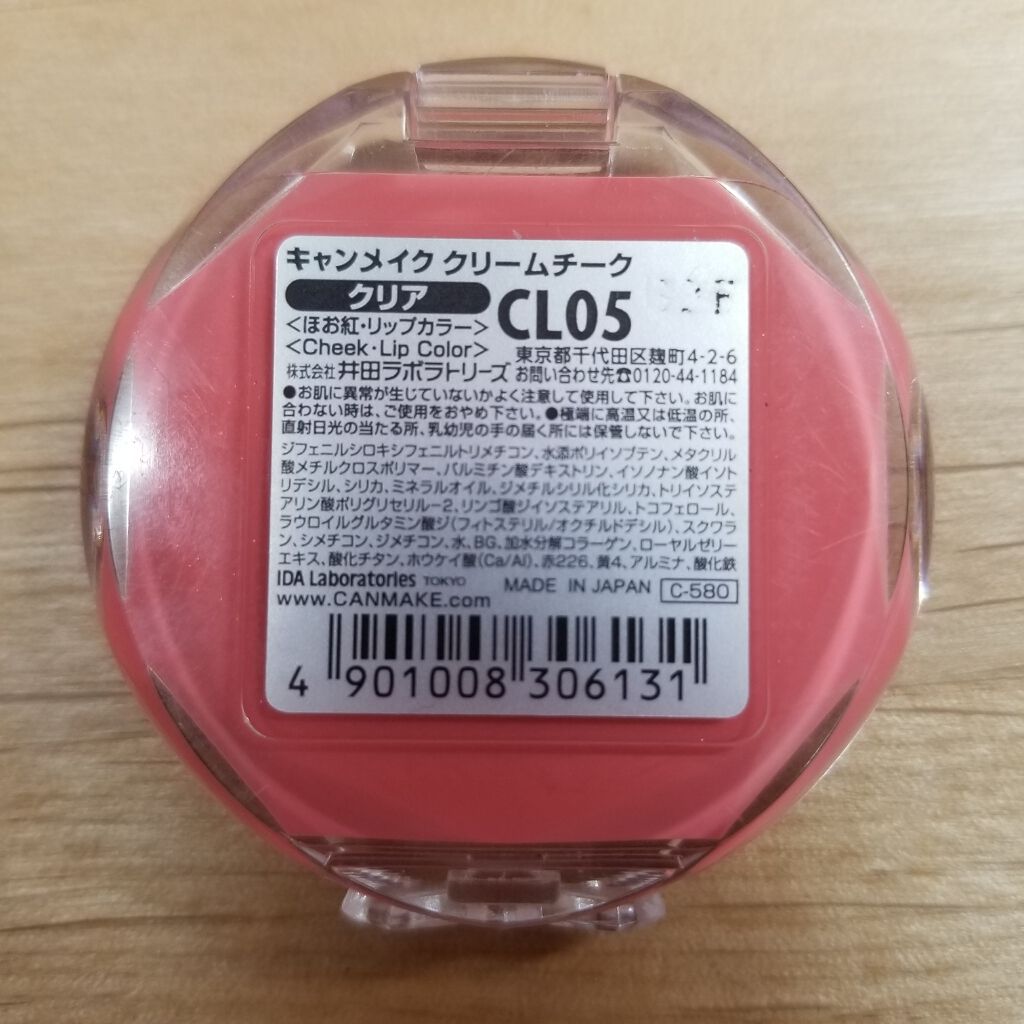 キャンメイク クリームチーク
クリア CL05
<ほお紅・リップカラー>
<Cheek・Lip Color> 東京都千代田区麹町4-2-6
株式会社 井田ラボラトリーズ お問い合わせ先☎0120-44-1184
●お肌に異常が生じていないかよく注意して使用して下さい。お肌に
合わない時は、ご使用をおやめ下さい。●極端に高温又は低温の所、
直射日光の当たる所、乳幼児の手の届く所には保管しないで下さい。
ジフェニルシロキシフェニルトリメチコン、水添ポリイソブテン、メタクリル
酸メチルクロスポリマー、パルミチン酸デキストリン、イソノナン酸イソト
リデシル、シリカ、ミネラルオイル、ジメチルシリル化シリカ、トリイソステ
アリン酸ポリグリセリル-2、リンゴ酸ジイソステアリル、トコフェロール、
ラウロイルグルタミン酸ジ(フィトステリル/オクチルドデシル)、スクワラ
ン、シメチコン、ジメチコン、水、BG、加水分解コラーゲン、ローヤルゼリー
エキス、酸化チタン、ホウケイ酸(Ca/Al)、赤226、黄4、アルミナ、酸化鉄
IDA Laboratories TOKYO MADE IN JAPAN C-580
www.CANMAKE.com
4 901008 306131